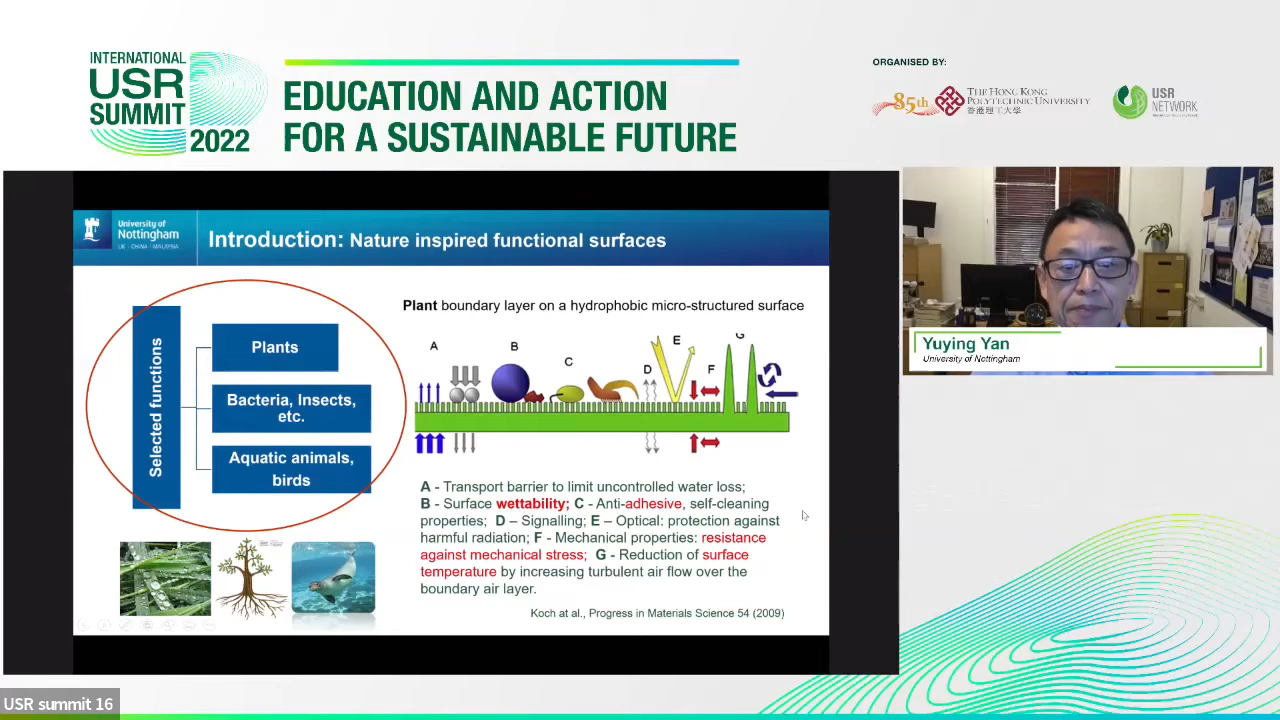 INTERNATIONAL
USR
SUMMIT
2022
EDUCATION AND ACTION
FOR A SUSTAINABLE FUTURE
ORGANISED BY:
85th
THE HONG KONG
POLYTECHNIC UNIVERSITY
香港理工大學
USR
NETWORK
University of
Nottingham
UK · CHINA · MALAYSIA
Introduction: Nature inspired functional surfaces
Selected functions
Plants
Bacteria, Insects,
etc.
Aquatic animals,
birds
Plant boundary layer on a hydrophobic micro-structured surface
A
B
C
D
E
F
G
A - Transport barrier to limit uncontrolled water loss;
B - Surface wettability; C - Anti-adhesive, self-cleaning
properties; D – Signalling; E – Optical: protection against
harmful radiation; F - Mechanical properties: resistance
against mechanical stress; G - Reduction of surface
temperature by increasing turbulent air flow over the
boundary air layer.
Koch at al., Progress in Materials Science 54 (2009)
Yuying Yan
University of Nottingham
USR summit 16